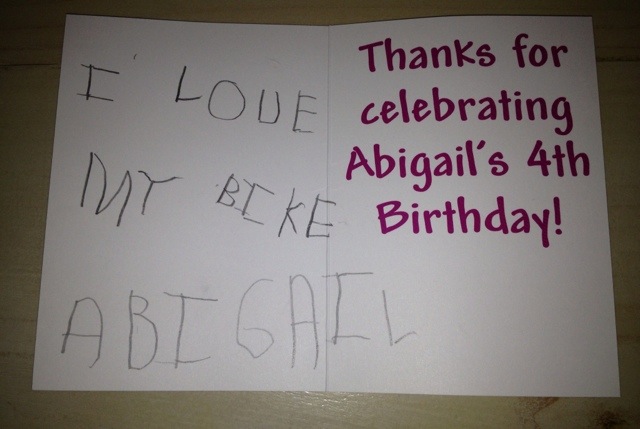 I LOVE
MY BIKE
ABIGAIL
Thanks for
celebrating
Abigail's 4th
Birthday!